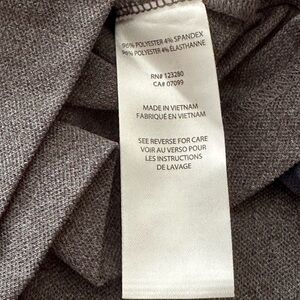 96% POLYESTER 4% SPANDEX
96% POLYESTER 4% ÉLASTHANNE
RN# 123280
CA# 07099
MADE IN VIETNAM
FABRIQUÉ EN VIETNAM
SEE REVERSE FOR CARE
VOIR AU VERSO POUR
LES INSTRUCTIONS
DE LAVAGE